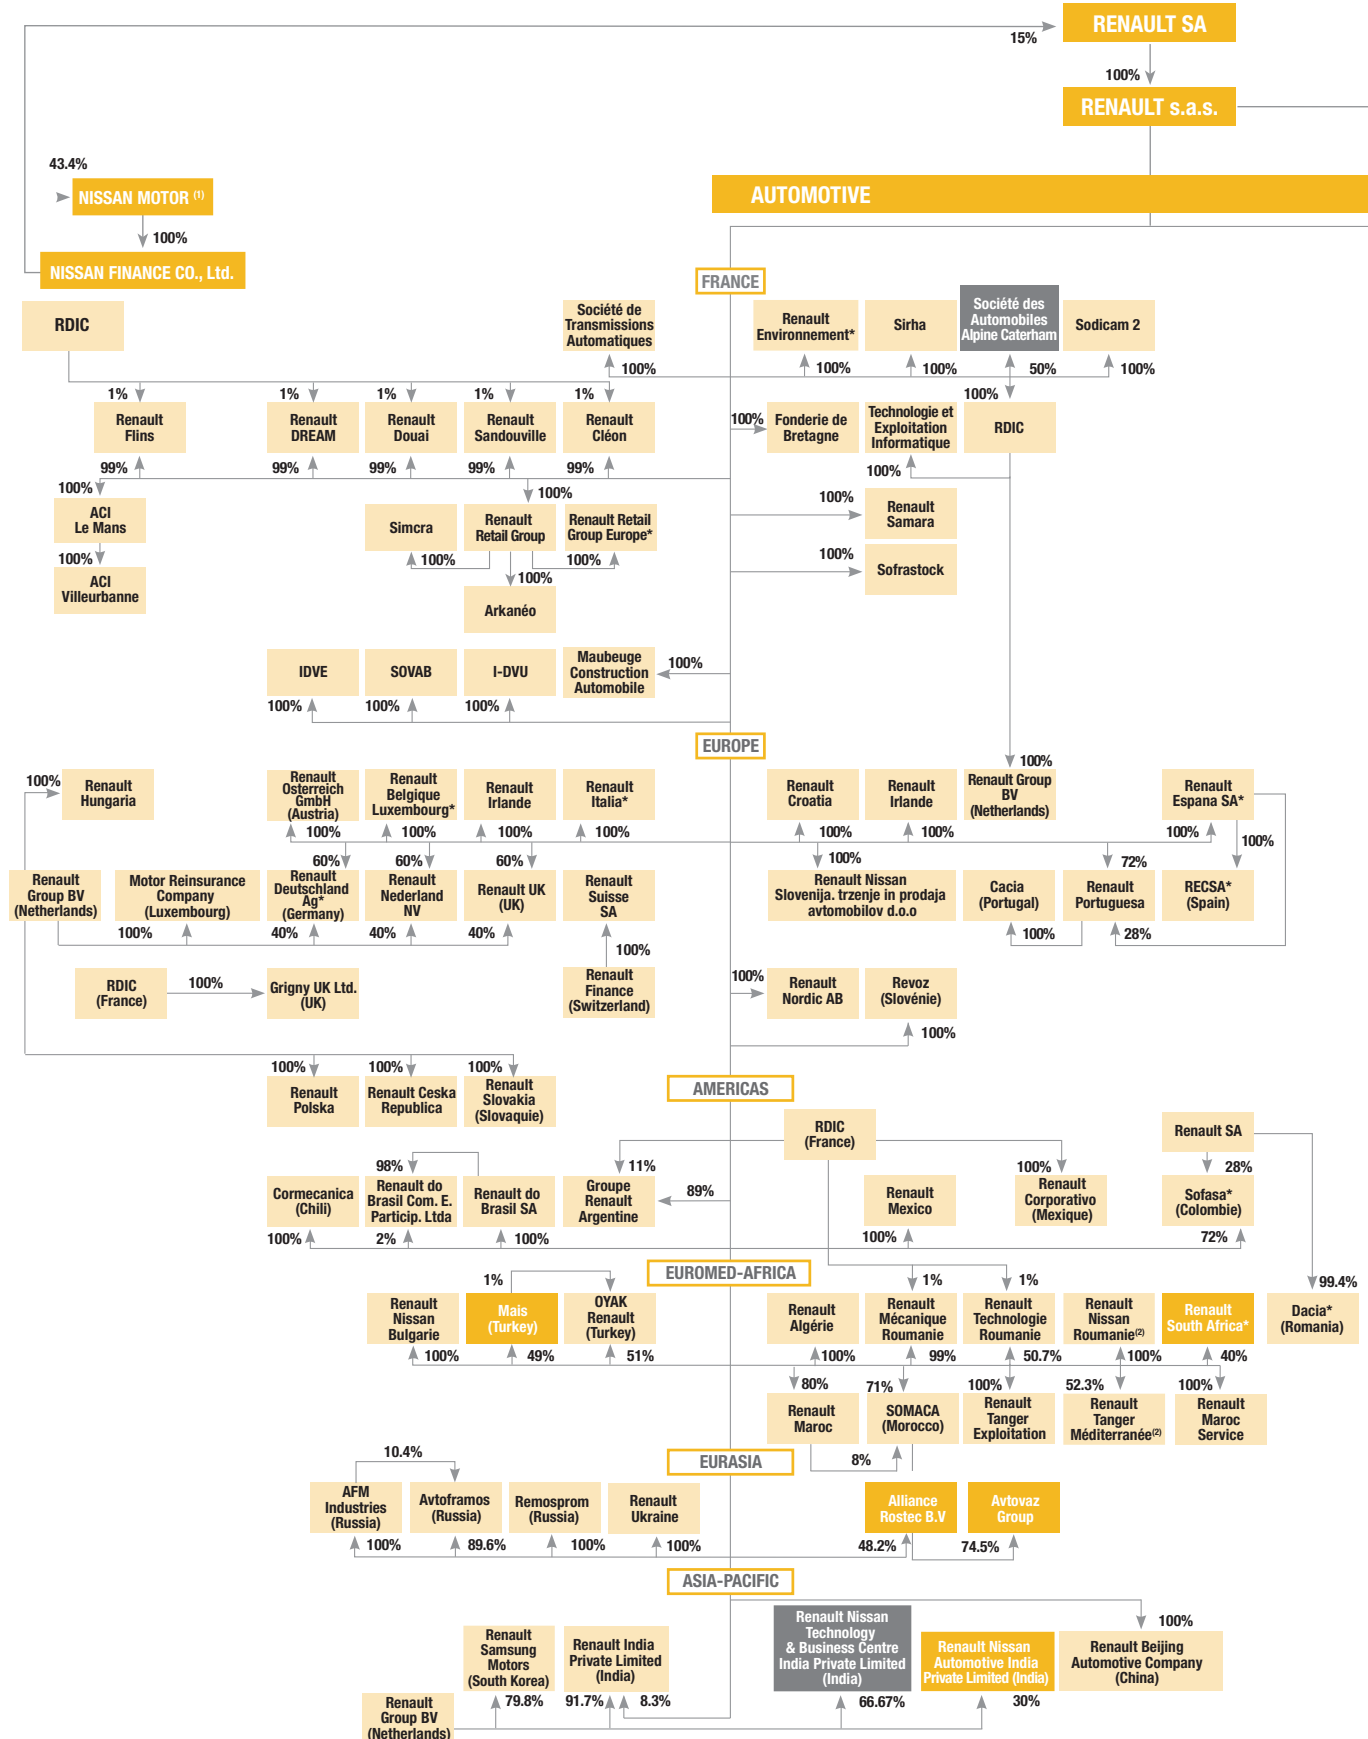 RENAULT SA
15%
100%
RENAULT s.a.s.
43.4%
NISSAN MOTOR (1)
AUTOMOTIVE
100%
NISSAN FINANCE CO., Ltd.
FRANCE
RDIC
Société de
Transmissions
Automatiques
Renault
Environnement*
Sirha
Société des
Automobiles
Alpine Caterham
Sodicam 2
100%
100%
100%
50%
100%
1%
1%
1%
1%
1%
100%
Renault
Flins
Renault
DREAM
Renault
Douai
Renault
Sandouville
Renault
Cléon
100%
Fonderie de
Bretagne
Technologie et
Exploitation
Informatique
RDIC
99%
99%
99%
99%
99%
100%
100%
100%
100%
ACI
Le Mans
Simcra
Renault
Retail Group
Renault Retail
Group Europe*
Renault
Samara
100%
100%
100%
100%
100%
ACI
Villeurbanne
Sofrastock
Arkanéo
IDVE
SOVAB
I-DVU
Maubeuge
Construction
Automobile
100%
100%
100%
100%
EUROPE
100%
100%
Renault
Hungaria
Renault
Osterreich
GmbH
(Austria)
Renault
Belgique
Luxembourg*
Renault
Irlande
Renault
Italia*
Renault
Croatia
Renault
Irlande
Renault Group
BV
(Netherlands)
Renault
Espana SA*
100%
100%
100%
100%
100%
100%
100%
100%
60%
60%
60%
100%
72%
Renault
Group BV
(Netherlands)
Motor Reinsurance
Company
(Luxembourg)
Renault
Deutschland
Ag*
(Germany)
Renault
Nederland
NV
Renault UK
(UK)
Renault
Suisse
SA
Renault Nissan
Slovenija. trzenje in prodaja
avtomobilov d.o.o
Cacia
(Portugal)
Renault
Portuguesa
RECSA*
(Spain)
100%
40%
40%
40%
100%
100%
28%
RDIC
(France)
100%
Grigny UK Ltd.
(UK)
Renault
Finance
(Switzerland)
100%
Renault
Nordic AB
Revoz
(Slovénie)
100%
100%
100%
100%
Renault
Polska
Renault Ceska
Republica
Renault
Slovakia
(Slovaquie)
AMERICAS
RDIC
(France)
Renault SA
98%
11%
100%
28%
Cormecanica
(Chili)
Renault do
Brasil Com. E.
Particip. Ltda
Renault do
Brasil SA
Groupe
Renault
Argentine
89%
Renault
Mexico
Renault
Corporativo
(Mexique)
Sofasa*
(Colombie)
100%
2%
100%
100%
72%
EUROMED-AFRICA
1%
1%
1%
99.4%
Renault
Nissan
Bulgarie
Mais
(Turkey)
OYAK
Renault
(Turkey)
Renault
Algérie
Renault
Mécanique
Roumanie
Renault
Technologie
Roumanie
Renault
Nissan
Roumanie(2)
Renault
South Africa*
Dacia*
(Romania)
100%
49%
51%
100%
99%
50.7%
100%
40%
80%
71%
100%
52.3%
100%
Renault
Maroc
SOMACA
(Morocco)
Renault
Tanger
Exploitation
Renault
Tanger
Méditerranée(2)
Renault
Maroc
Service
8%
EURASIA
10.4%
AFM
Industries
(Russia)
Avtoframos
(Russia)
Remosprom
(Russia)
Renault
Ukraine
Alliance
Rostec B.V
Avtovaz
Group
100%
89.6%
100%
100%
48.2%
74.5%
ASIA-PACIFIC
100%
Renault
Samsung
Motors
(South Korea)
Renault India
Private Limited
(India)
Renault Nissan
Technology
& Business Centre
India Private Limited
(India)
Renault Nissan
Automotive India
Private Limited (India)
Renault Beijing
Automotive Company
(China)
79.8%
91.7%
8.3%
66.67%
30%
Renault
Group BV
(Netherlands)